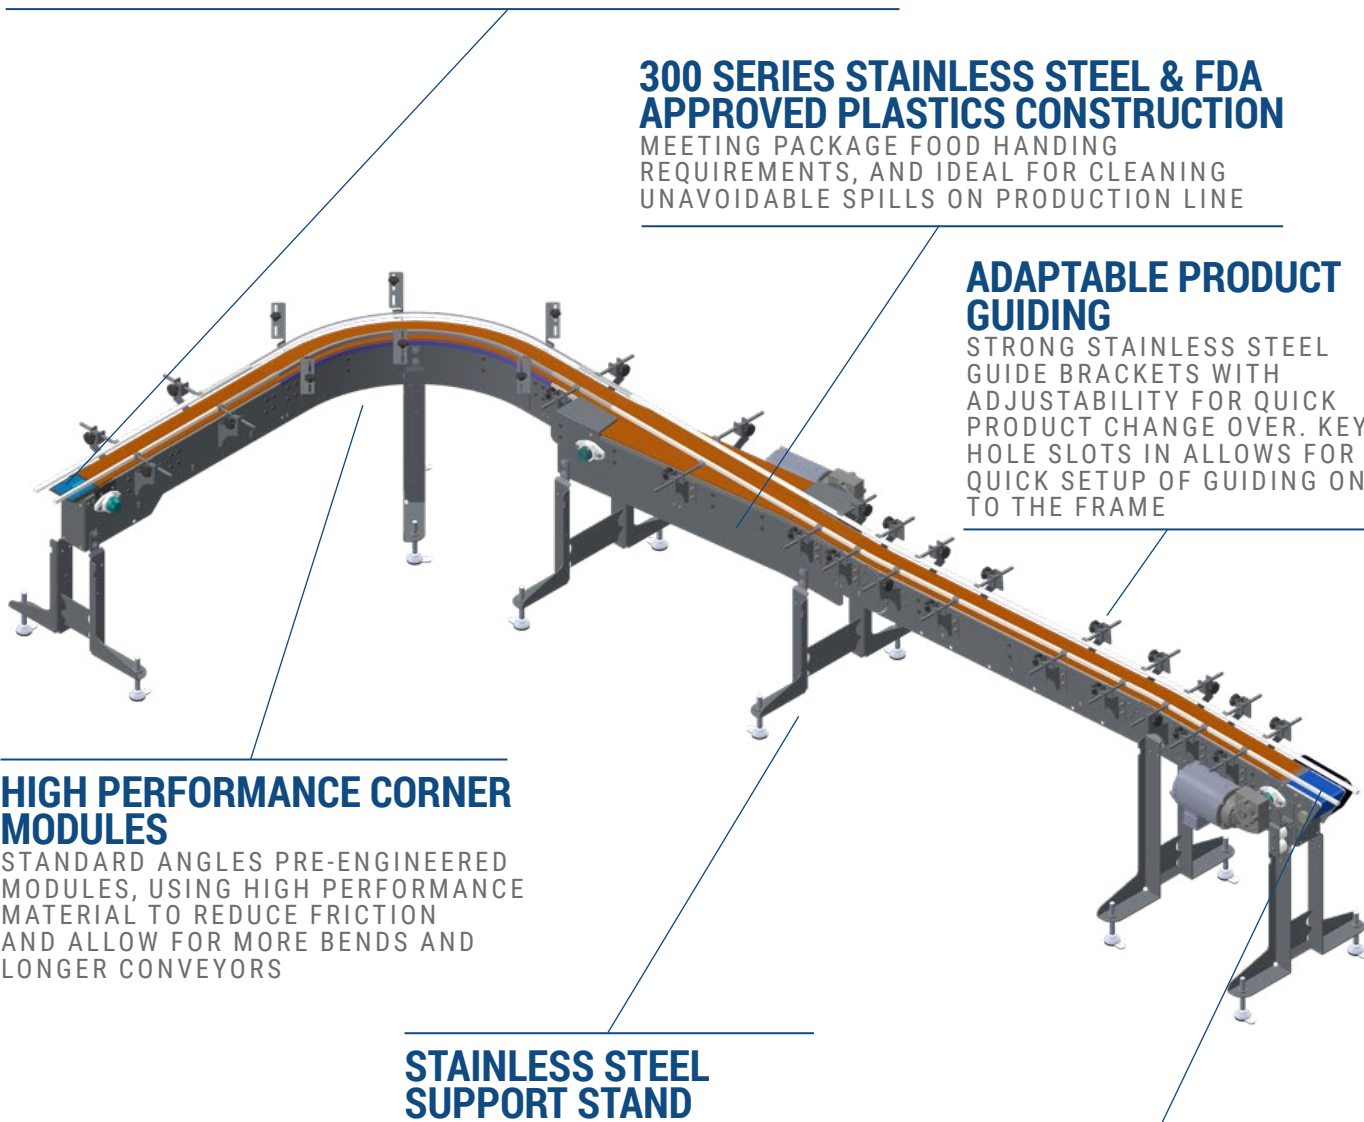 300 SERIES STAINLESS STEEL & FDA
APPROVED PLASTICS CONSTRUCTION
MEETING PACKAGE FOOD HANDING
REQUIREMENTS, AND IDEAL FOR CLEANING
UNAVOIDABLE SPILLS ON PRODUCTION LINE
ADAPTABLE PRODUCT
GUIDING
STRONG STAINLESS STEEL
GUIDE BRACKETS WITH
ADJUSTABILITY FOR QUICK
PRODUCT CHANGE OVER. KEY
HOLE SLOTS IN ALLOWS FOR
QUICK SETUP OF GUIDING ON
TO THE FRAME
HIGH PERFORMANCE CORNER
MODULES
STANDARD ANGLES PRE-ENGINEERED
MODULES, USING HIGH PERFORMANCE
MATERIAL TO REDUCE FRICTION
AND ALLOW FOR MORE BENDS AND
LONGER CONVEYORS
STAINLESS STEEL
SUPPORT STAND